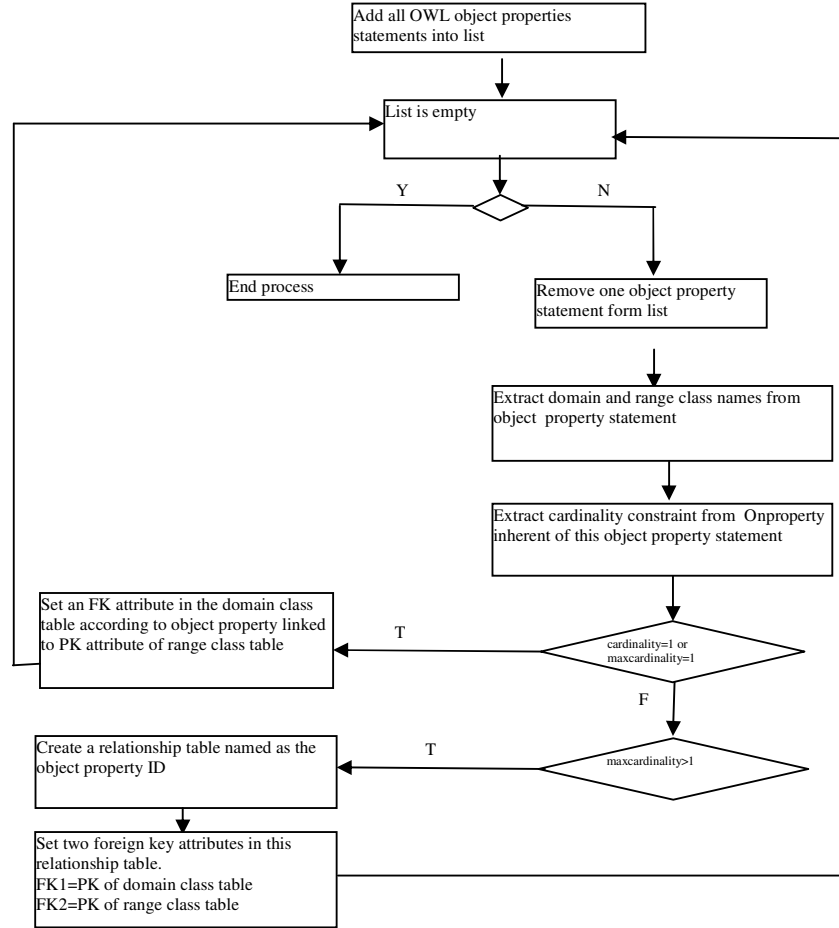 Add all OWL object properties
statements into list
List is empty
Y
N
End process
Remove one object property
statement form list
Extract domain and range class names from
object property statement
Extract cardinality constraint from Onproperty
inherent of this object property statement
Set an FK attribute in the domain class
table according to object property linked
to PK attribute of range class table
T
cardinality=1 or
maxcardinality=1
F
Create a relationship table named as the
object property ID
T
maxcardinality>1
Set two foreign key attributes in this
relationship table.
FK1=PK of domain class table
FK2=PK of range class table